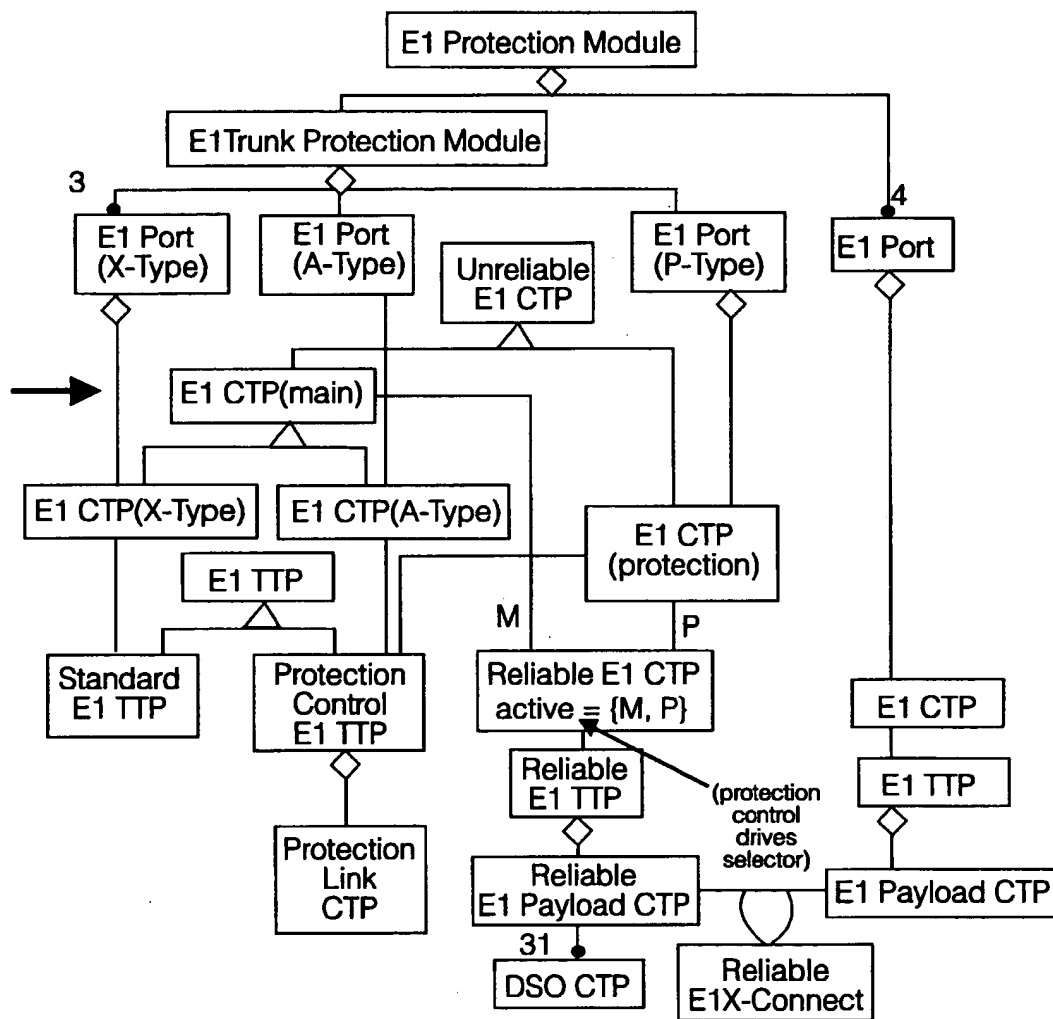 E1 Protection Module
E1Trunk Protection Module
3
4
E1 Port
(X-Type)
E1 Port
(A-Type)
E1 Port
(P-Type)
E1 Port
Unreliable
E1 CTP
E1 CTP(main)
E1 CTP(X-Type)
E1 CTP(A-Type)
E1 CTP
(protection)
E1 TTP
M
P
Standard
E1 TTP
Protection
Control
E1 TTP
Reliable E1 CTP
active = {M, P}
E1 CTP
Reliable
E1 TTP
(protection
control
drives
selector)
E1 TTP
Protection
Link
CTP
Reliable
E1 Payload CTP
E1 Payload CTP
31
DSO CTP
Reliable
E1X-Connect